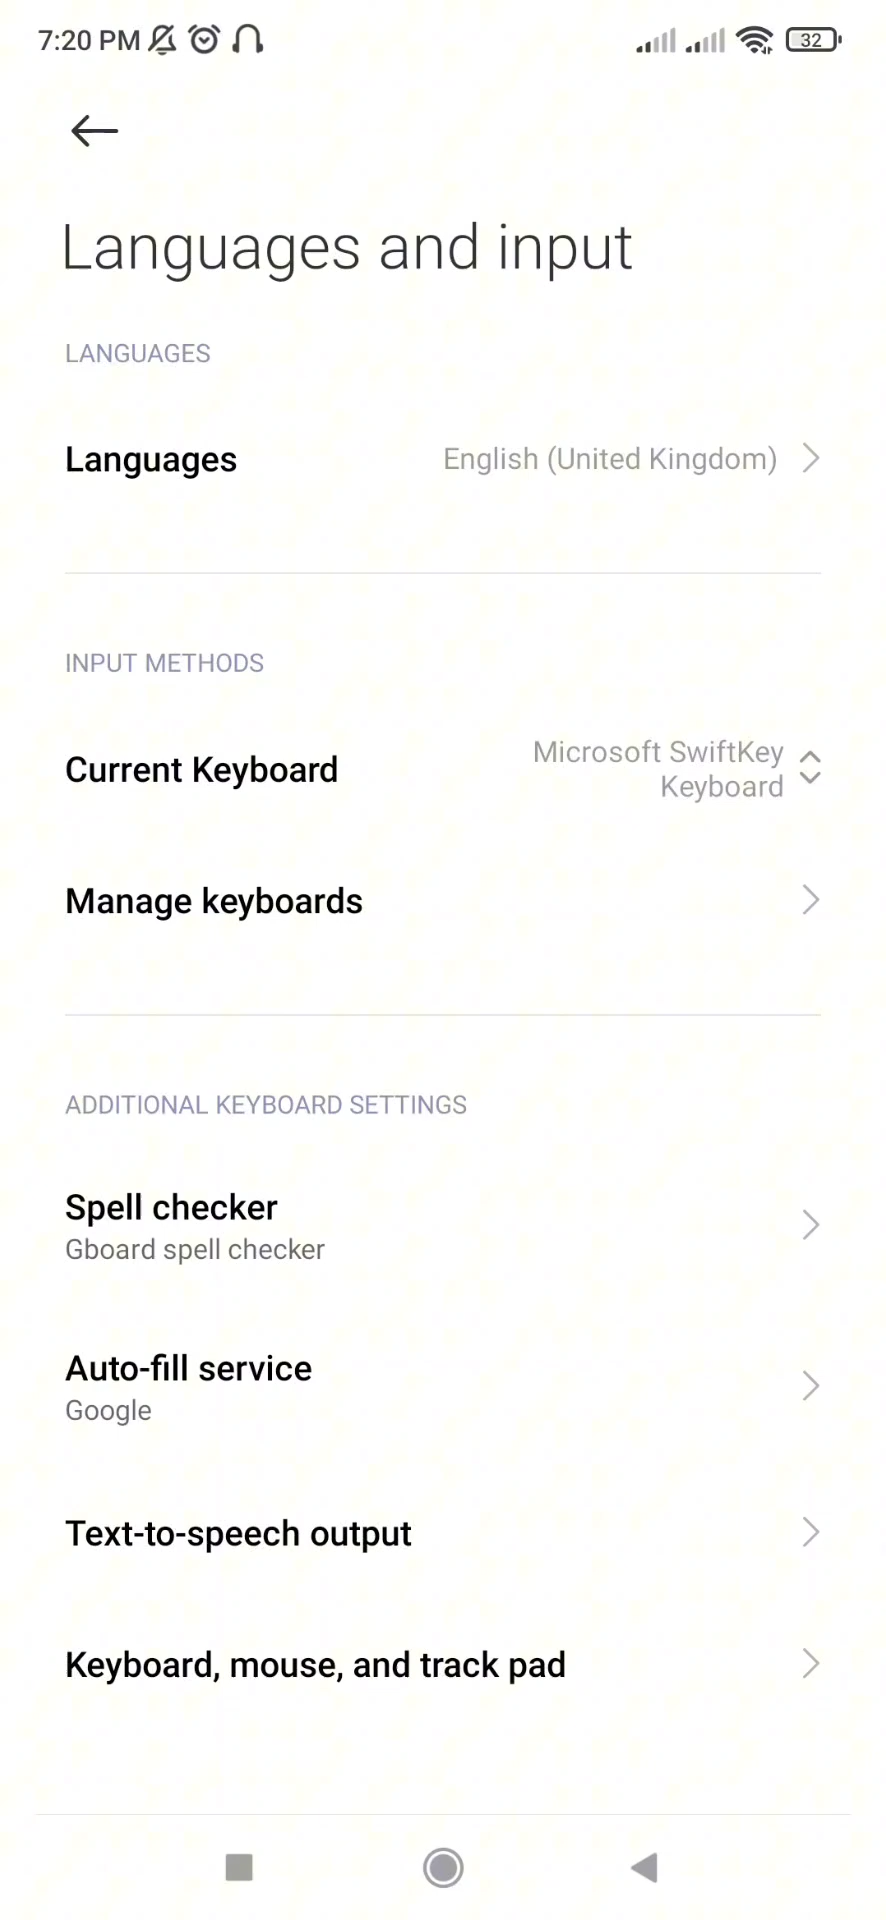 7:20 PM
32
Languages and input
LANGUAGES
Languages
English (United Kingdom)
INPUT METHODS
Current Keyboard
Microsoft SwiftKey
Keyboard
Manage keyboards
ADDITIONAL KEYBOARD SETTINGS
Spell checker
Gboard spell checker
Auto-fill service
Google
Text-to-speech output
Keyboard, mouse, and track pad